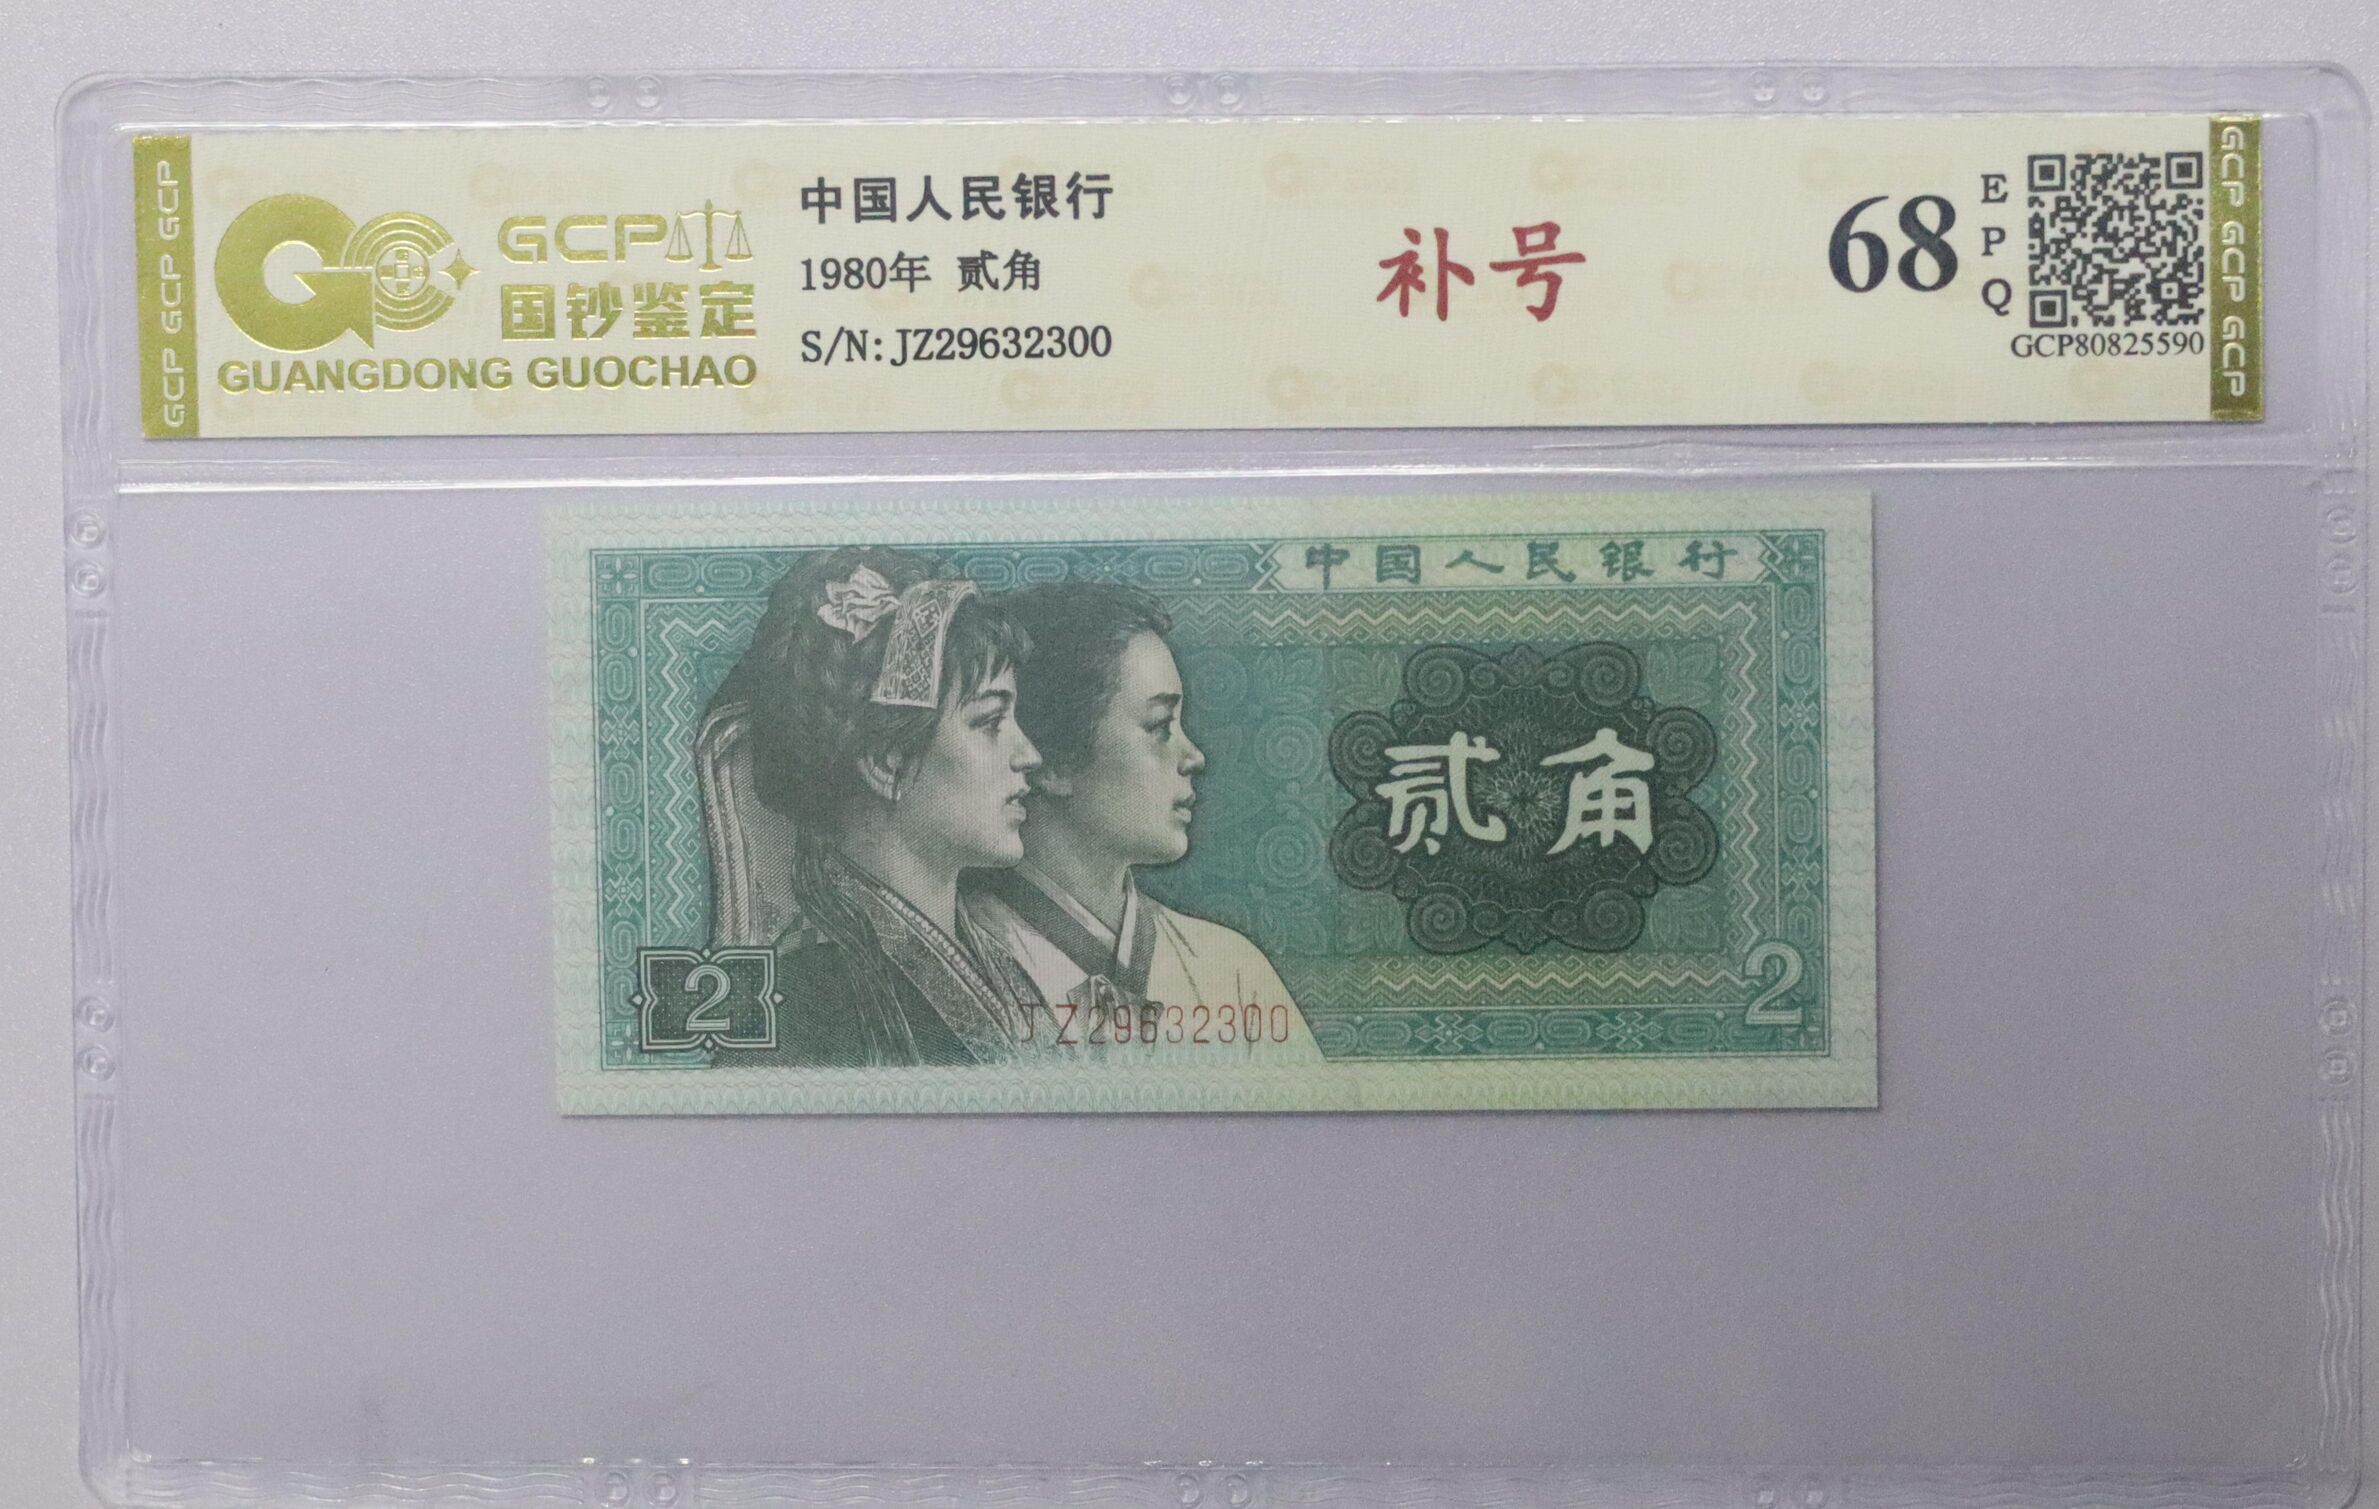 GCP GCP GCP
GCP
国钞鉴定
GUANGDONG GUOCHAO
中国人民银行
1980年 贰角
S/N: JZ29632300
补号
68
EPQ
GCP80825590
GCP GCP GCP
中国人民银行
贰角
2
JZ29632300
2